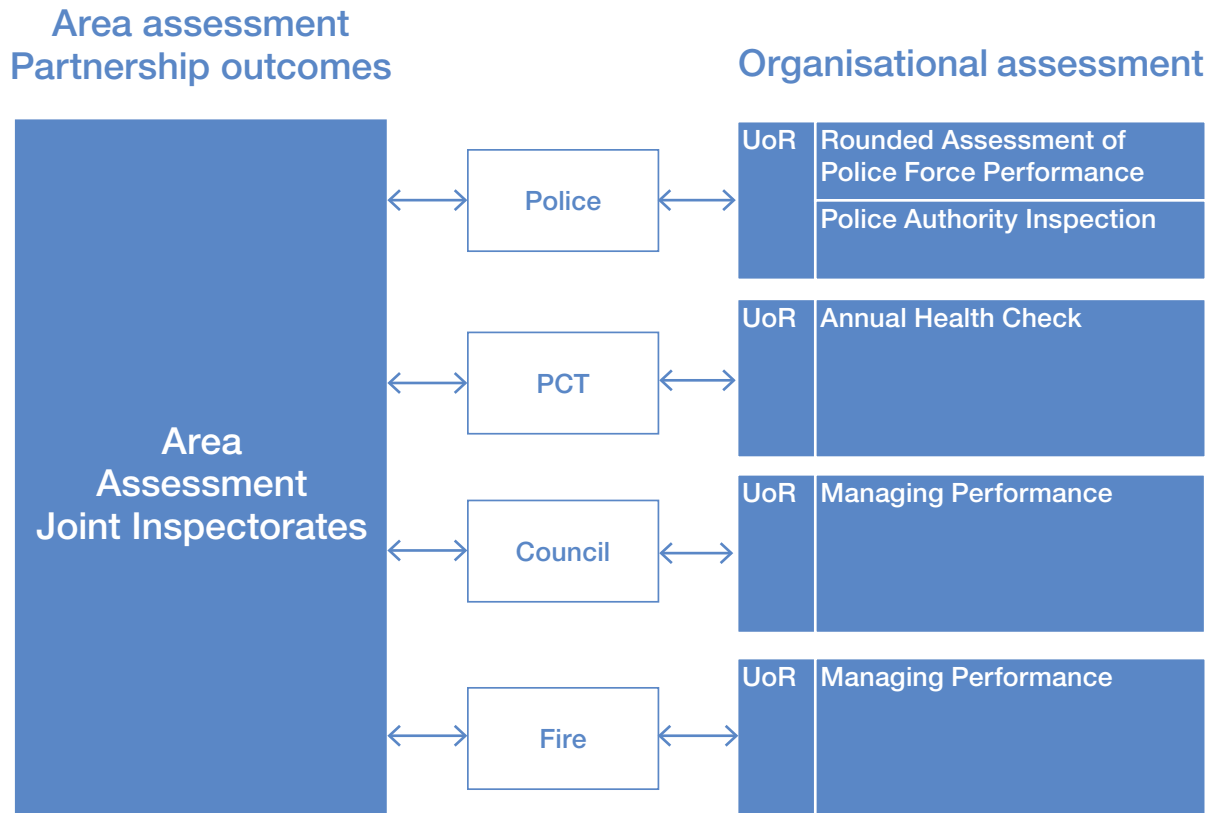 Area assessment
Partnership outcomes
Organisational assessment
Area
Assessment
Joint Inspectorates
Police
UoR
Rounded Assessment of
Police Force Performance
Police Authority Inspection
PCT
UoR
Annual Health Check
Council
UoR
Managing Performance
Fire
UoR
Managing Performance